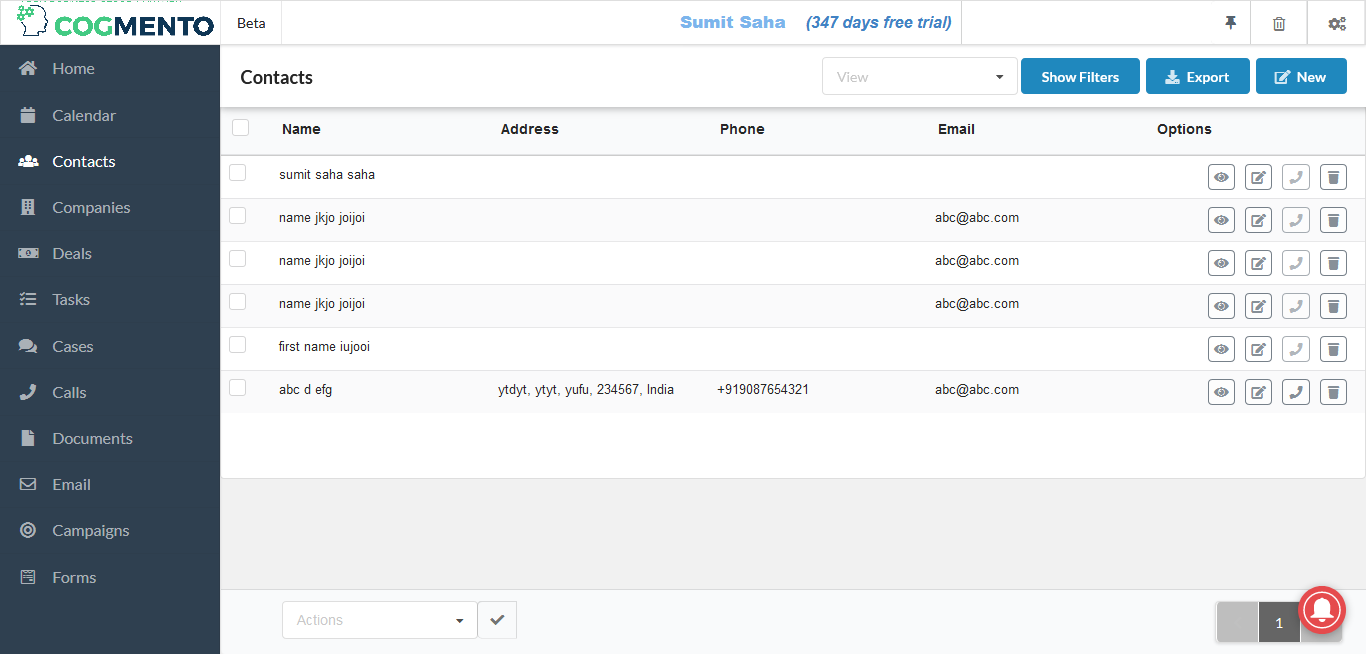 COGMENTO
Beta
Sumit Saha (347 days free trial)
Home
Calendar
Contacts
Companies
Deals
Tasks
Cases
Calls
Documents
Email
Campaigns
Forms
Contacts
View
Show Filters
Export
New
Name Address Phone Email Options
sumit saha saha
name jkjo joijoi abc@abc.com
name jkjo joijoi abc@abc.com
name jkjo joijoi abc@abc.com
first name iujooi
abc d efg ytdyt, ytyt, yufu, 234567, India +919087654321 abc@abc.com
Actions
1